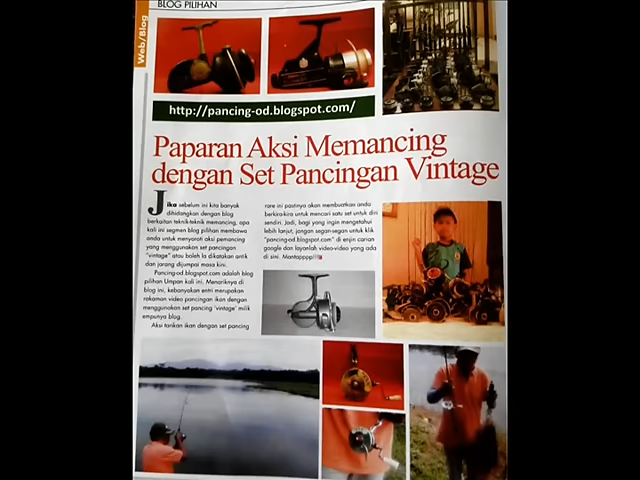 BLOG PILIHAN
Web/Blog
http://pancing-od.blogspot.com/
Paparan Aksi Memancing
dengan Set Pancingan Vintage
Jika sebelum ini kita banyak
dihidangkan dengan blog
berkaitan teknik-teknik memancing, apa
kali ini segmen blog pilihan membawa
anda untuk menyoroti aksi pemancing
yang menggunakan set pancingan
"vintage" atau boleh la dikatakan antik
dan jarang dijumpai masa kini.
Pancing-od.blogspot.com adalah blog
pilihan Umpan kali ini. Menariknya di
blog ini, kebanyakan entri merupakan
rakaman video pancingan ikan dengan
menggunakan set pancing 'vintage' milik
empunya blog.
Aksi tarikan ikan dengan set pancing
rare ini pastinya akan membuatkan anda
berkira-kira untuk mencari satu set untuk diri
sendiri. Jadi, bagi yang ingin mengetahui
lebih lanjut, jangan segan-segan untuk klik
"pancing-od.blogspot.com" di enjin carian
google dan layanlah video-video yang ada
di sini. Mantapppp!!!